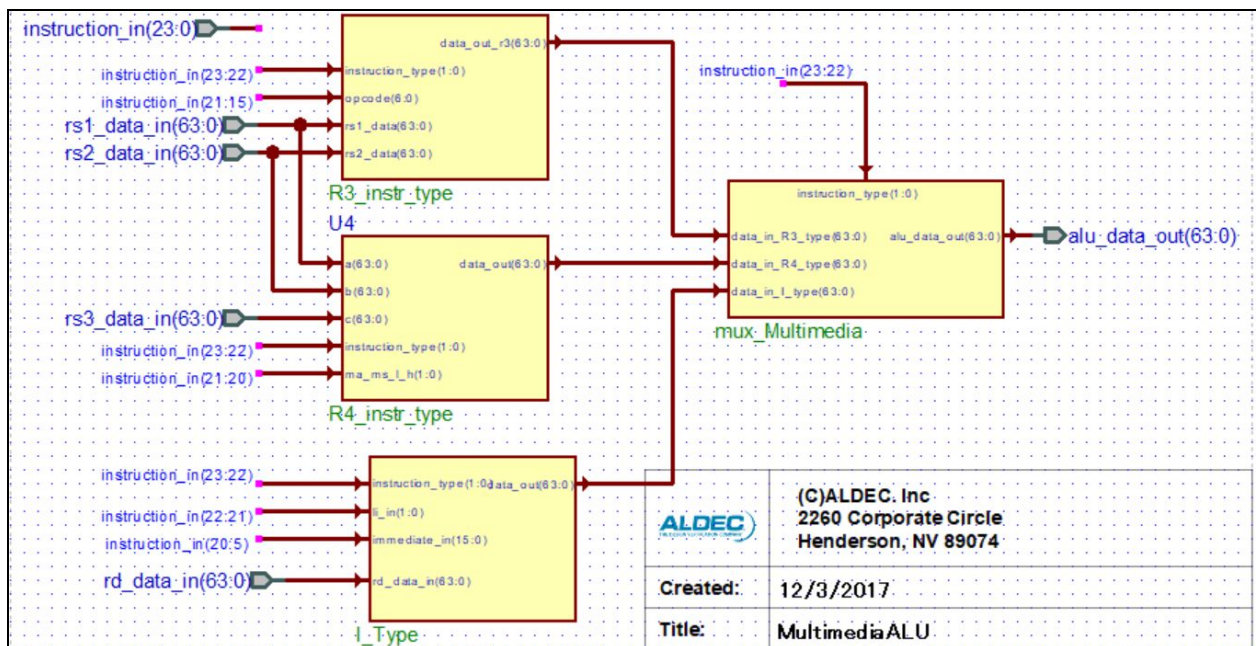 instruction_in(23:0)
data_out_r3(63:0)
instruction_in(23:22)
instruction_type(1:0)
instruction_in(21:15)
opcode(6:0)
rs1_data_in(63:0)
rs1_data(63:0)
rs2_data_in(63:0)
rs2_data(63:0)
R3_instr_type
instruction_in(23:22)
instruction_type(1:0)
data_in_R3_type(63:0)
alu_data_out(63:0)
alu_data_out(63:0)
data_in_R4_type(63:0)
data_in_I_type(63:0)
mux_Multimedia
U4
a(63:0)
data_out(63:0)
b(63:0)
rs3_data_in(63:0)
c(63:0)
instruction_in(23:22)
instruction_type(1:0)
instruction_in(21:20)
ma_ms_l_h(1:0)
R4_instr_type
instruction_in(23:22)
instruction_type(1:0)
data_out(63:0)
instruction_in(22:21)
li_in(1:0)
instruction_in(20:5)
immediate_in(15:0)
rd_data_in(63:0)
rd_data_in(63:0)
I_Type
ALDEC
(C)ALDEC. Inc
2260 Corporate Circle
Henderson, NV 89074
Created: 12/3/2017
Title: MultimediaALU